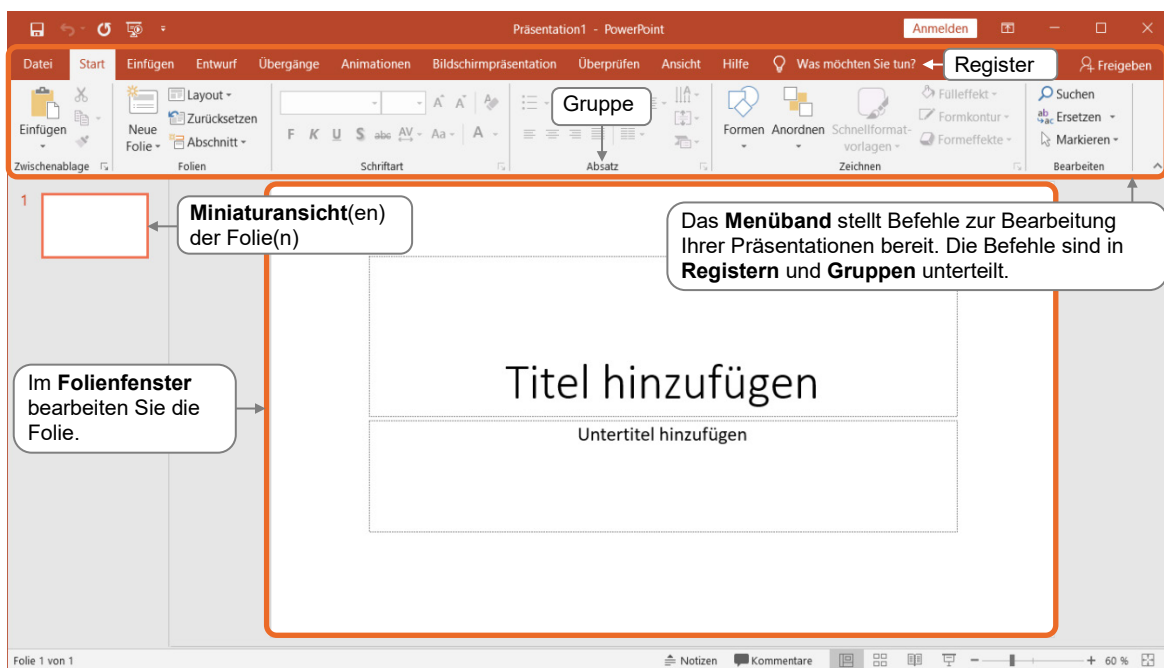 Präsentation1 - PowerPoint
Anmelden
Datei Start Einfügen Entwurf Übergänge Animationen Bildschirmpräsentation Überprüfen Ansicht Hilfe Was möchten Sie tun? Register Freigeben
Einfügen
Neue
Folie
Layout
Zurücksetzen
Abschnitt
F K U S abc AV Aa A
A A
Gruppe
Formen Anordnen Schnellformat-
vorlagen
Fülleffekt
Formkontur
Formeffekte
Suchen
Ersetzen
Markieren
Zwischenablage Folien Schriftart Absatz Zeichnen Bearbeiten
1
Miniaturansicht(en)
der Folie(n)
Das Menüband stellt Befehle zur Bearbeitung
Ihrer Präsentationen bereit. Die Befehle sind in
Registern und Gruppen unterteilt.
Titel hinzufügen
Im Folienfenster
bearbeiten Sie die
Folie.
Untertitel hinzufügen
Folie 1 von 1
Notizen Kommentare 60 %